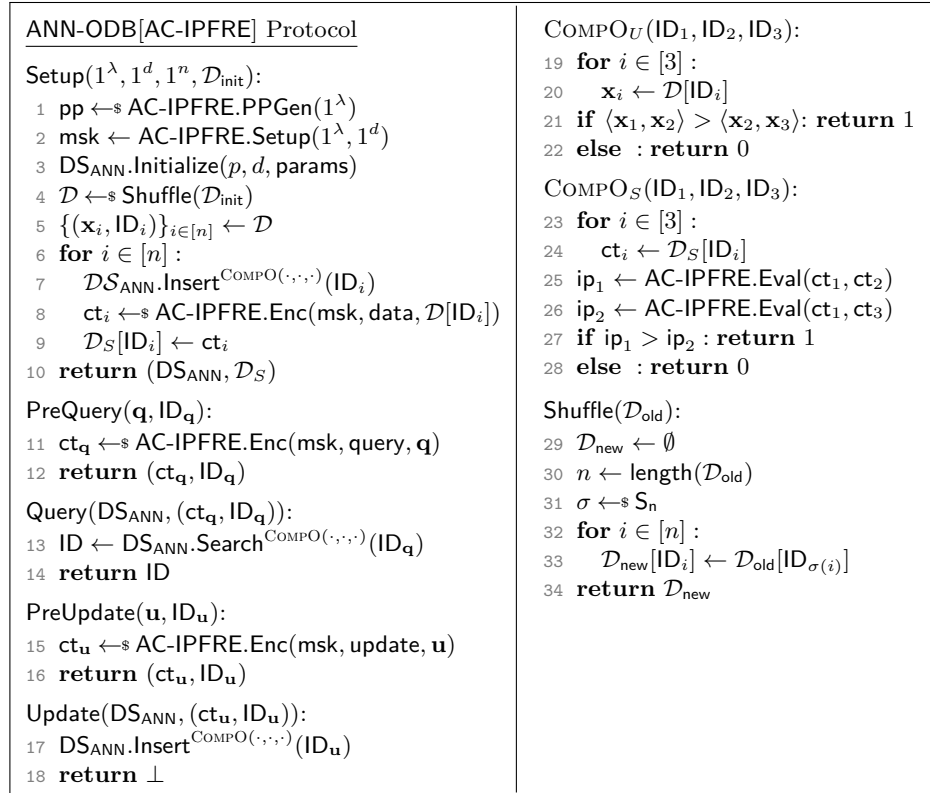 ANN-ODB[AC-IPFRE] Protocol
Setup(1^λ, 1^d, 1^n, 𝒟_init):
1 pp ←$ AC-IPFRE.PPGen(1^λ)
2 msk ← AC-IPFRE.Setup(1^λ, 1^d)
3 DS_ANN.Initialize(p, d, params)
4 𝒟 ←$ Shuffle(𝒟_init)
5 {(𝐱_i, ID_i)}_{i∈[n]} ← 𝒟
6 for i ∈ [n] :
7 𝒟𝒮_ANN.Insert^{CompO(·,·,·)}(ID_i)
8 ct_i ←$ AC-IPFRE.Enc(msk, data, 𝒟[ID_i])
9 𝒟_S[ID_i] ← ct_i
10 return (DS_ANN, 𝒟_S)
PreQuery(𝐪, ID_𝐪):
11 ct_𝐪 ←$ AC-IPFRE.Enc(msk, query, 𝐪)
12 return (ct_𝐪, ID_𝐪)
Query(DS_ANN, (ct_𝐪, ID_𝐪)):
13 ID ← DS_ANN.Search^{CompO(·,·,·)}(ID_𝐪)
14 return ID
PreUpdate(𝐮, ID_𝐮):
15 ct_𝐮 ←$ AC-IPFRE.Enc(msk, update, 𝐮)
16 return (ct_𝐮, ID_𝐮)
Update(DS_ANN, (ct_𝐮, ID_𝐮)):
17 DS_ANN.Insert^{CompO(·,·,·)}(ID_𝐮)
18 return ⊥
CompO_U(ID_1, ID_2, ID_3):
19 for i ∈ [3] :
20 𝐱_i ← 𝒟[ID_i]
21 if ⟨𝐱_1, 𝐱_2⟩ > ⟨𝐱_2, 𝐱_3⟩: return 1
22 else : return 0
CompO_S(ID_1, ID_2, ID_3):
23 for i ∈ [3] :
24 ct_i ← 𝒟_S[ID_i]
25 ip_1 ← AC-IPFRE.Eval(ct_1, ct_2)
26 ip_2 ← AC-IPFRE.Eval(ct_1, ct_3)
27 if ip_1 > ip_2 : return 1
28 else : return 0
Shuffle(𝒟_old):
29 𝒟_new ← ∅
30 n ← length(𝒟_old)
31 σ ←$ S_n
32 for i ∈ [n] :
33 𝒟_new[ID_i] ← 𝒟_old[ID_{σ(i)}]
34 return 𝒟_new